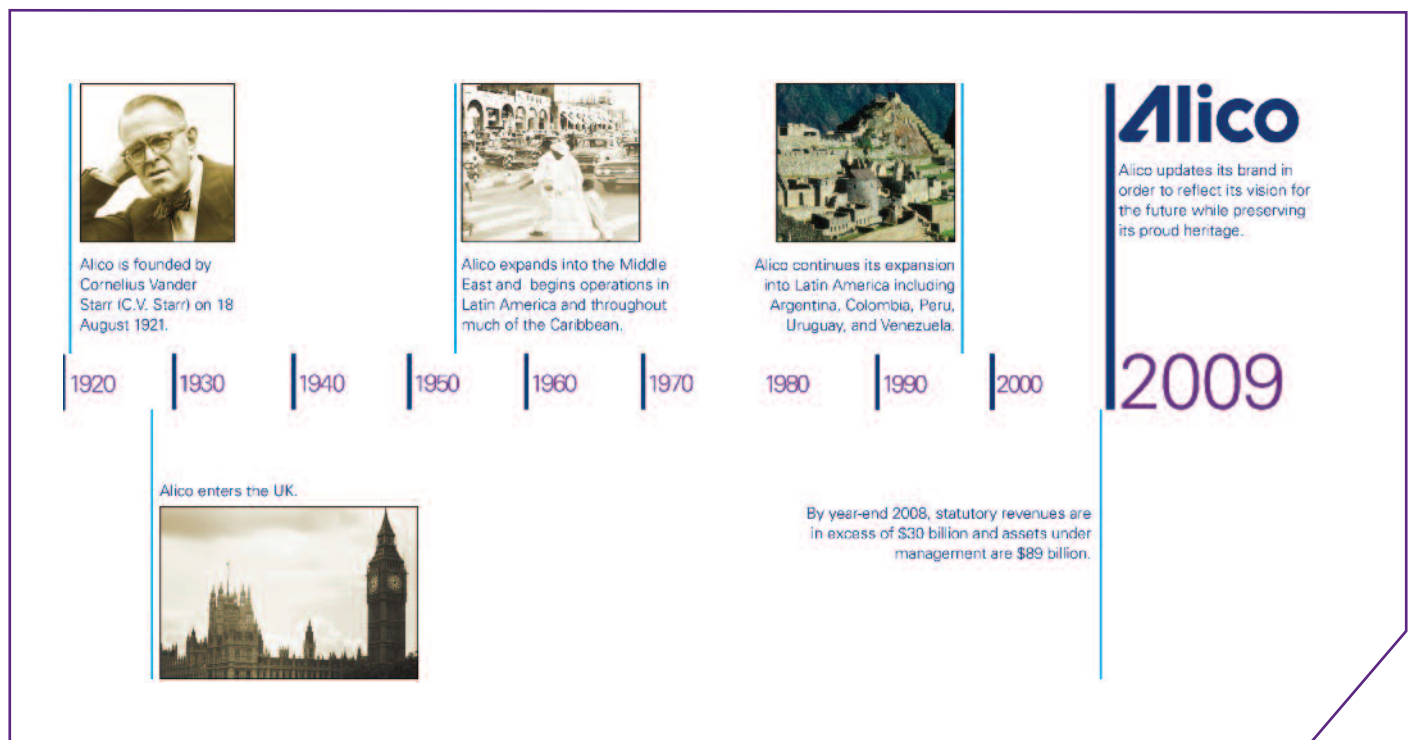 Alico
Alico updates its brand in
order to reflect its vision for
the future while preserving
its proud heritage.
Alico is founded by
Cornelius Vander
Starr (C.V. Starr) on 18
August 1921.
Alico expands into the Middle
East and begins operations in
Latin America and throughout
much of the Caribbean.
Alico continues its expansion
into Latin America including
Argentina, Colombia, Peru,
Uruguay, and Venezuela.
1920 1930 1940 1950 1960 1970 1980 1990 2000 2009
Alico enters the UK.
By year-end 2008, statutory revenues are
in excess of $30 billion and assets under
management are $89 billion.